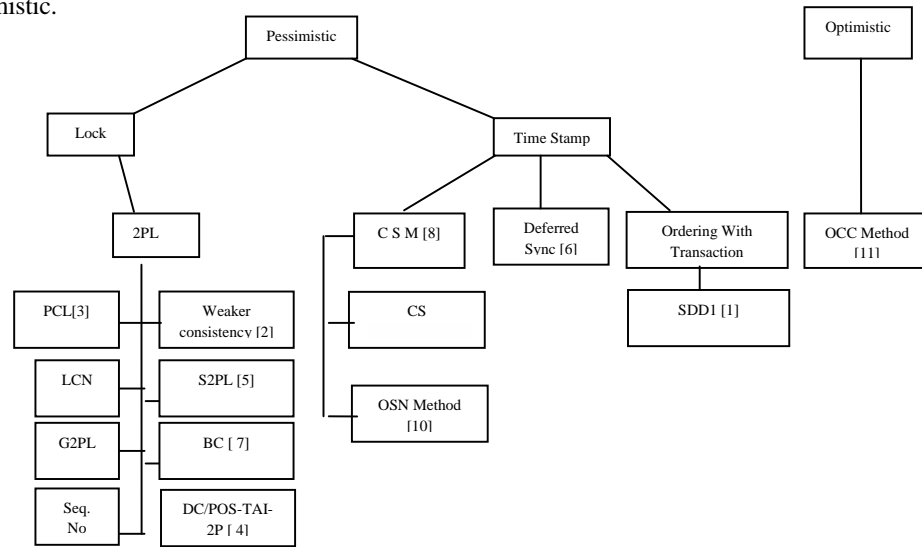 mistic.
Pessimistic
Optimistic
Lock
Time Stamp
2PL
C S M [8]
Deferred
Sync [6]
Ordering With
Transaction
OCC Method
[11]
PCL[3]
Weaker
consistency [2]
CS
SDD1 [1]
LCN
S2PL [5]
OSN Method
[10]
G2PL
BC [ 7]
Seq.
No
DC/POS-TAI-
2P [ 4]